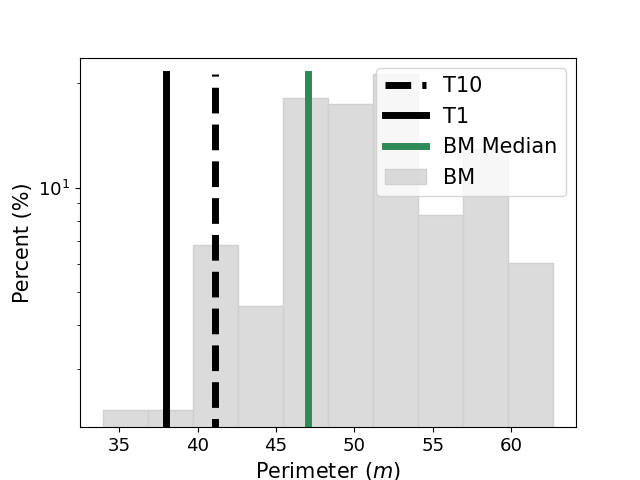 T10
T1
BM Median
BM
10¹
Percent (%)
35 40 45 50 55 60
Perimeter (m)